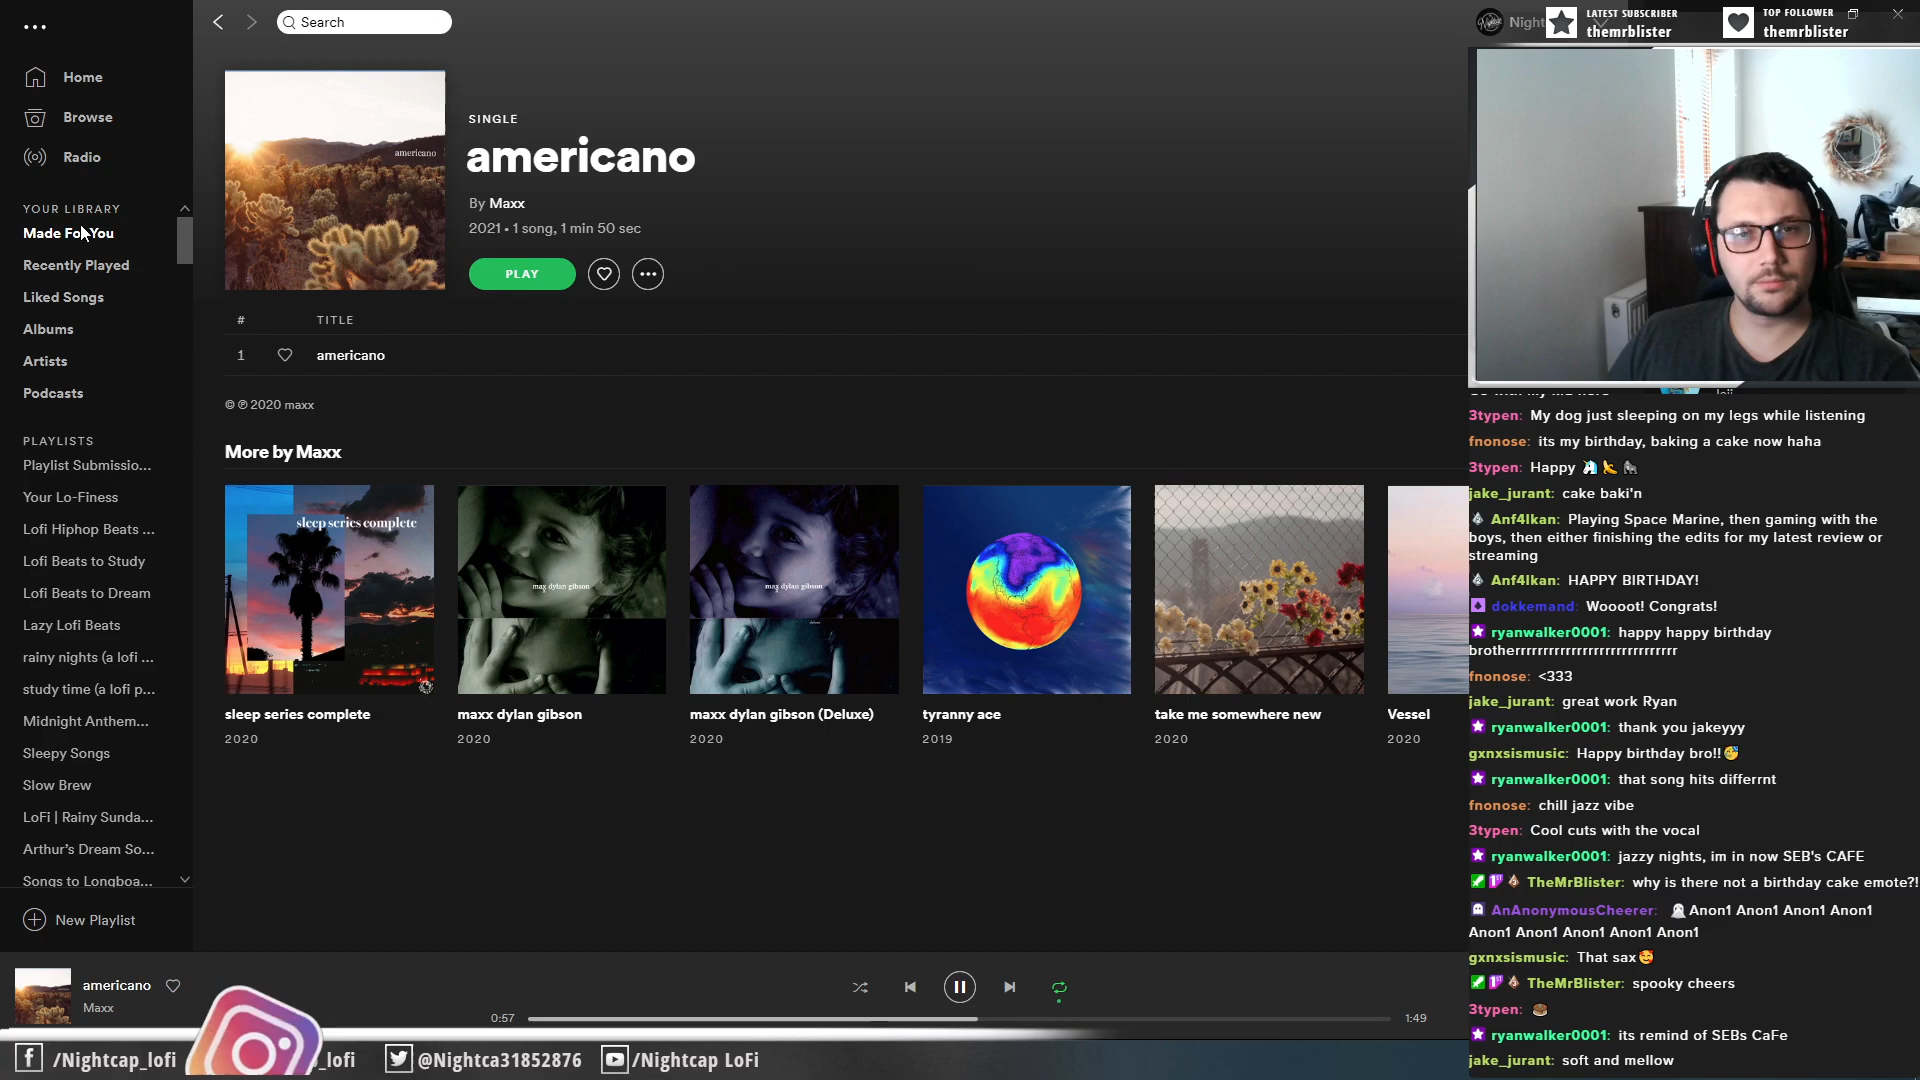 Search
Night
LATEST SUBSCRIBER
themrblister
TOP FOLLOWER
themrblister
Home
Browse
Radio
YOUR LIBRARY
Made For You
Recently Played
Liked Songs
Albums
Artists
Podcasts
PLAYLISTS
Playlist Submissio...
Your Lo-Finess
Lofi Hiphop Beats ...
Lofi Beats to Study
Lofi Beats to Dream
Lazy Lofi Beats
rainy nights (a lofi ...
study time (a lofi p...
Midnight Anthem...
Sleepy Songs
Slow Brew
LoFi | Rainy Sunda...
Arthur's Dream So...
Songs to Longboa...
New Playlist
americano
SINGLE
americano
By Maxx
2021 • 1 song, 1 min 50 sec
PLAY
# TITLE
1 americano
© ℗ 2020 maxx
More by Maxx
sleep series complete
max dylan gibson
max dylan gibson
sleep series complete
2020
maxx dylan gibson
2020
maxx dylan gibson (Deluxe)
2020
tyranny ace
2019
take me somewhere new
2020
Vessel
2020
3typen: My dog just sleeping on my legs while listening
fnonose: its my birthday, baking a cake now haha
3typen: Happy 🦄 💪 🦍
jake_jurant: cake baki'n
Anf4lkan: Playing Space Marine, then gaming with the
boys, then either finishing the edits for my latest review or
streaming
Anf4lkan: HAPPY BIRTHDAY!
dokkemand: Woooot! Congrats!
ryanwalker0001: happy happy birthday
brotherrrrrrrrrrrrrrrrrrrrrrrrrrr
fnonose: <333
jake_jurant: great work Ryan
ryanwalker0001: thank you jakeyyy
gxnxsismusic: Happy birthday bro!!🥳
ryanwalker0001: that song hits differrnt
fnonose: chill jazz vibe
3typen: Cool cuts with the vocal
ryanwalker0001: jazzy nights, im in now SEB's CAFE
TheMrBlister: why is there not a birthday cake emote?!
AnAnonymousCheerer: Anon1 Anon1 Anon1 Anon1
Anon1 Anon1 Anon1 Anon1 Anon1
gxnxsismusic: That sax🥰
TheMrBlister: spooky cheers
3typen: 🎂
ryanwalker0001: its remind of SEBs CaFe
jake_jurant: soft and mellow
americano
Maxx
0:57
1:49
/Nightcap_lofi
_lofi
@Nightca31852876
/Nightcap LoFi